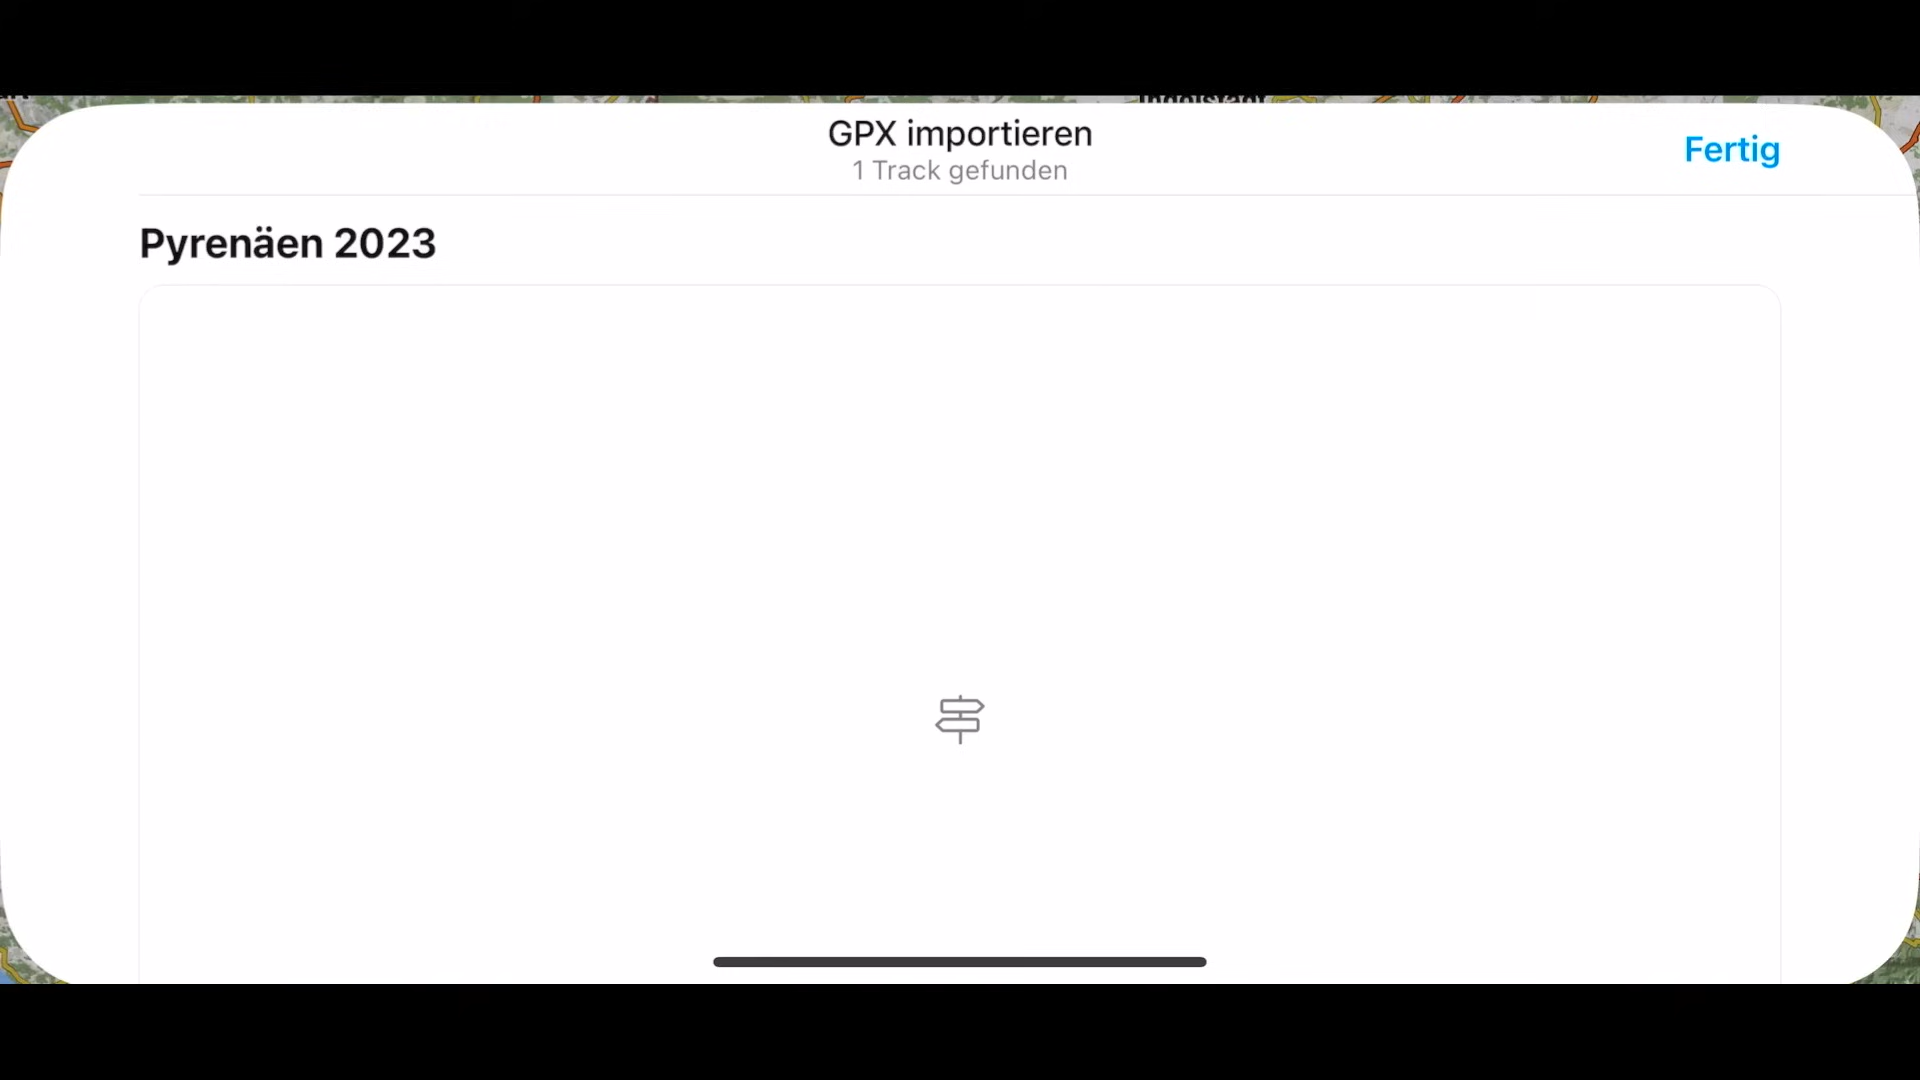 GPX importieren
1 Track gefunden
Fertig
Pyrenäen 2023